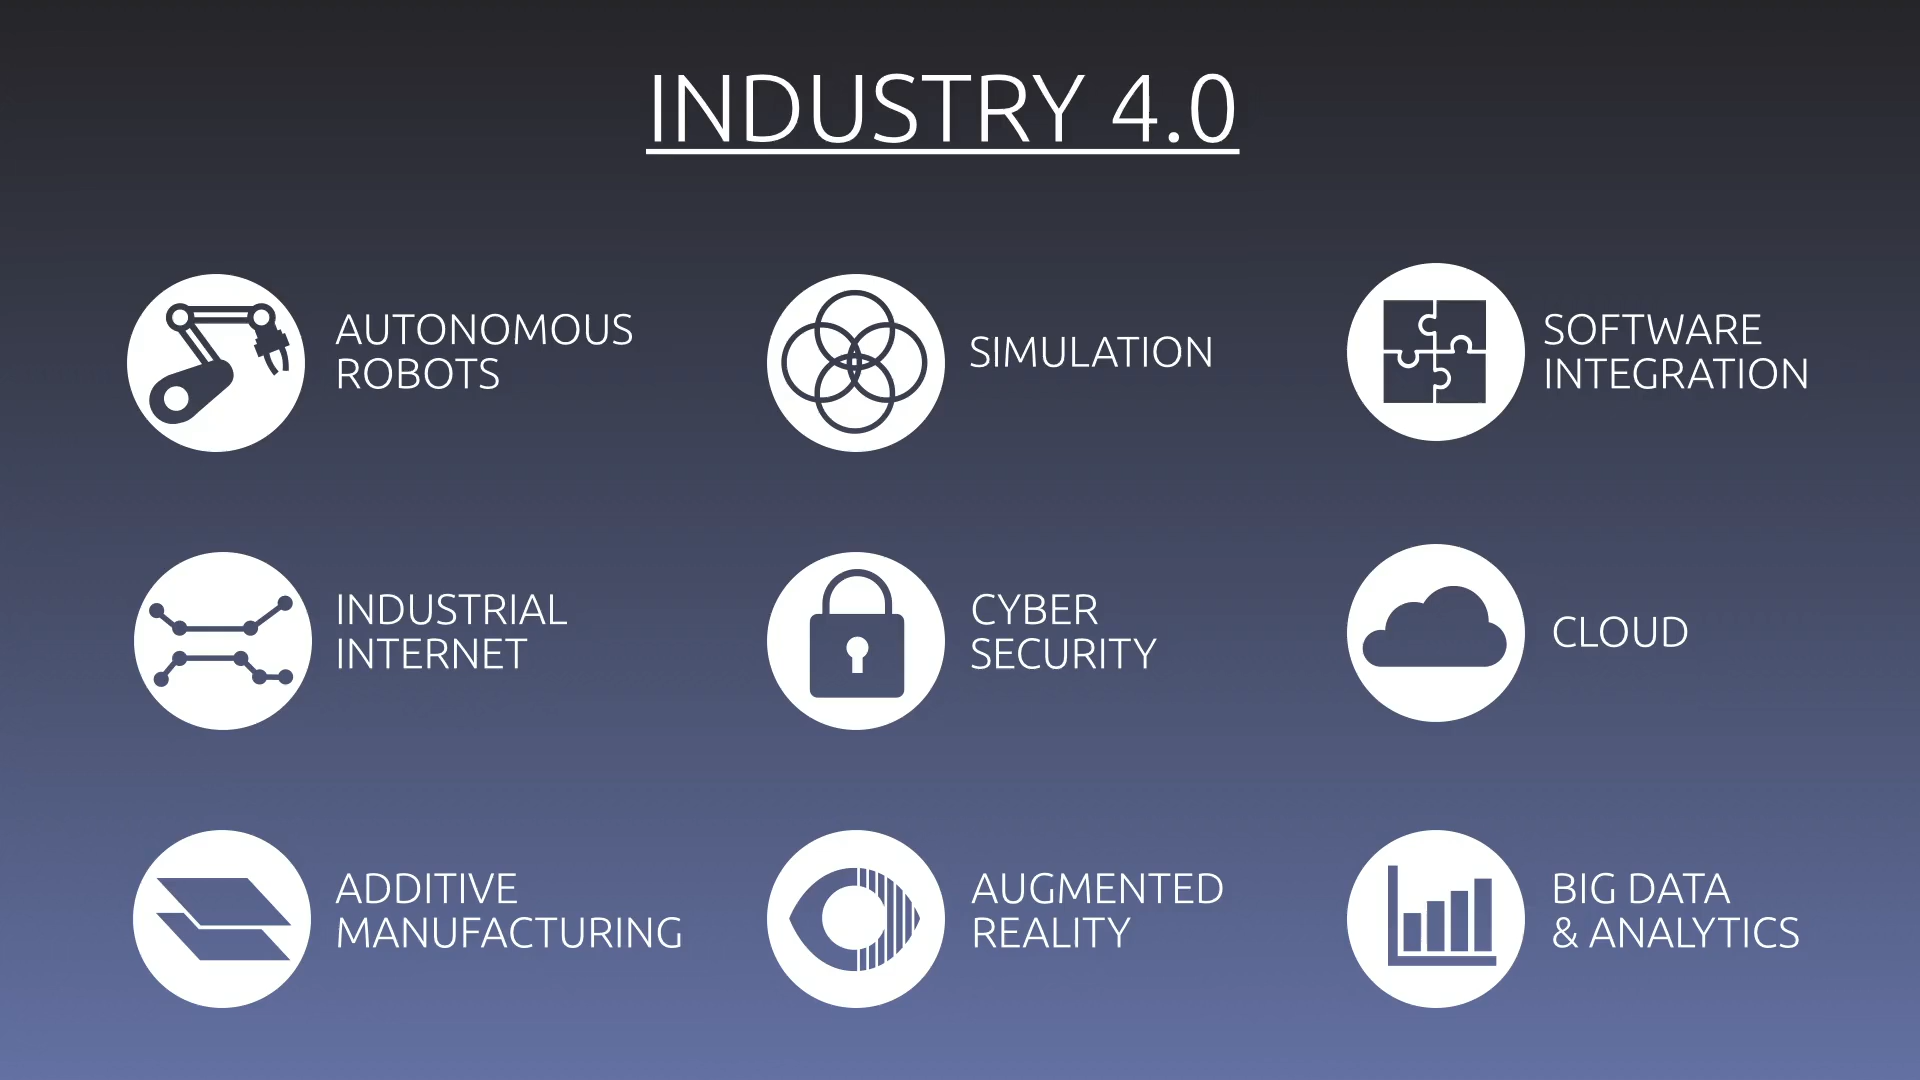 INDUSTRY 4.0
AUTONOMOUS
ROBOTS
SIMULATION
SOFTWARE
INTEGRATION
INDUSTRIAL
INTERNET
CYBER
SECURITY
CLOUD
ADDITIVE
MANUFACTURING
AUGMENTED
REALITY
BIG DATA
& ANALYTICS